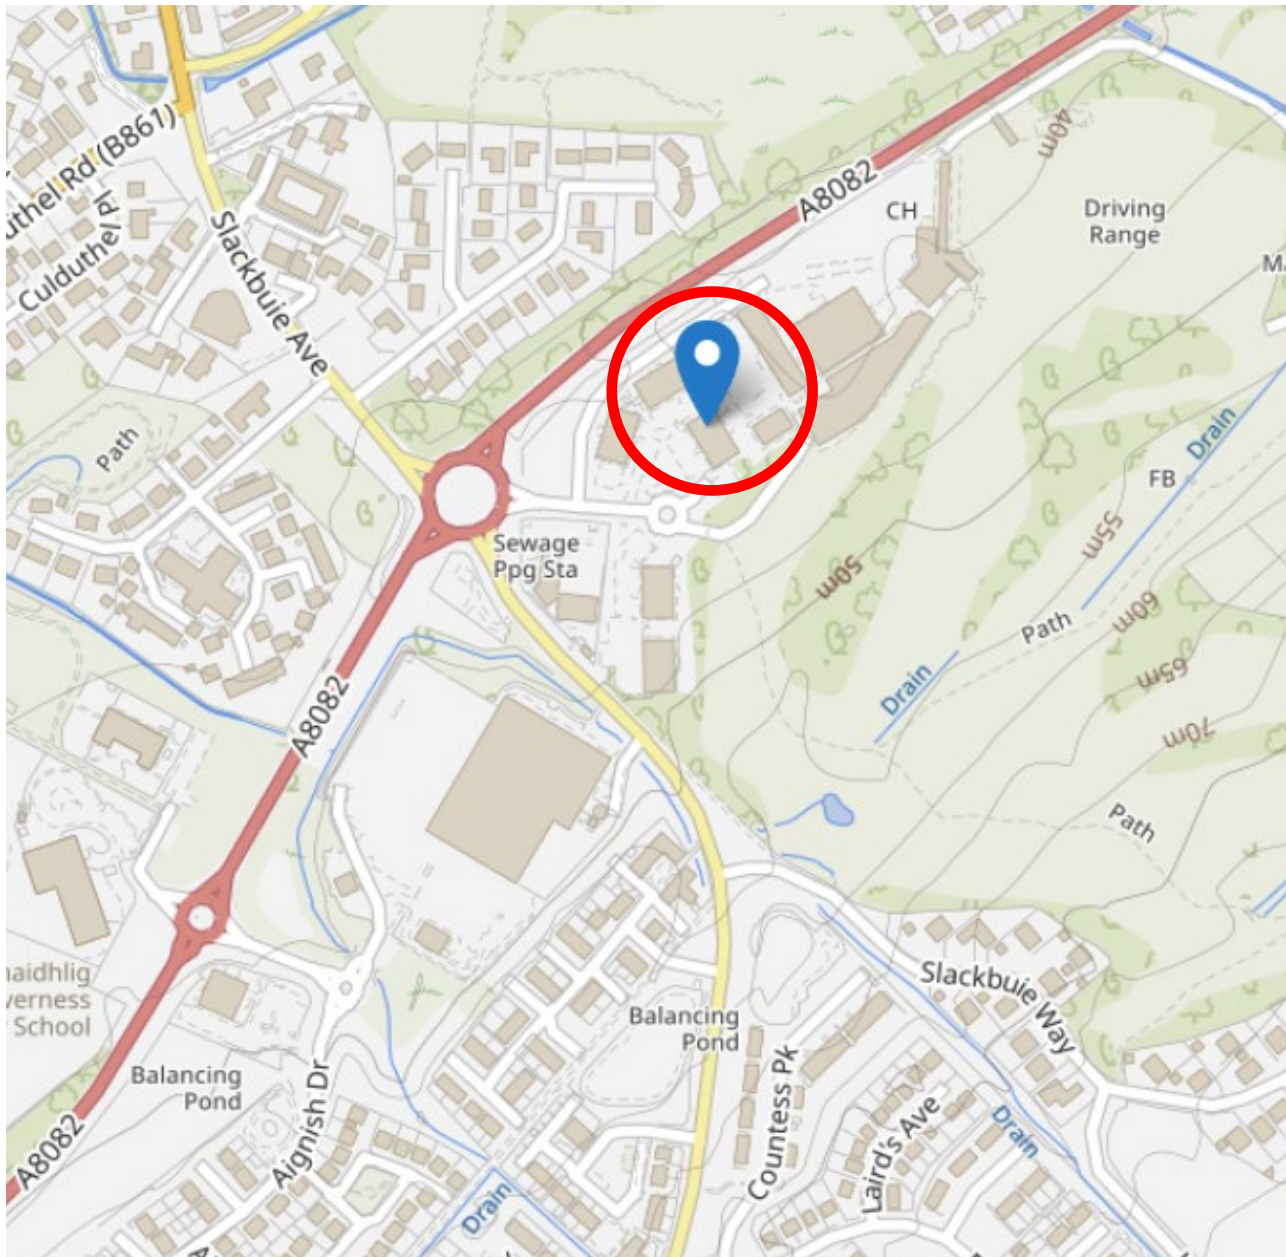 uthel Rd (B861)
Culduthel Pl
Slackbuie Ave
A8082
CH
40m
Driving
Range
Path
Drain
FB
55m
Sewage
Ppg Sta
50m
60m
Path
65m
Drain
70m
A8082
Path
Slackbuie Way
haidhlig
verness
School
Balancing
Pond
Balancing
Pond
Aignish Dr
Countess Pk
Laird's Ave
Drain
A8082
Drain